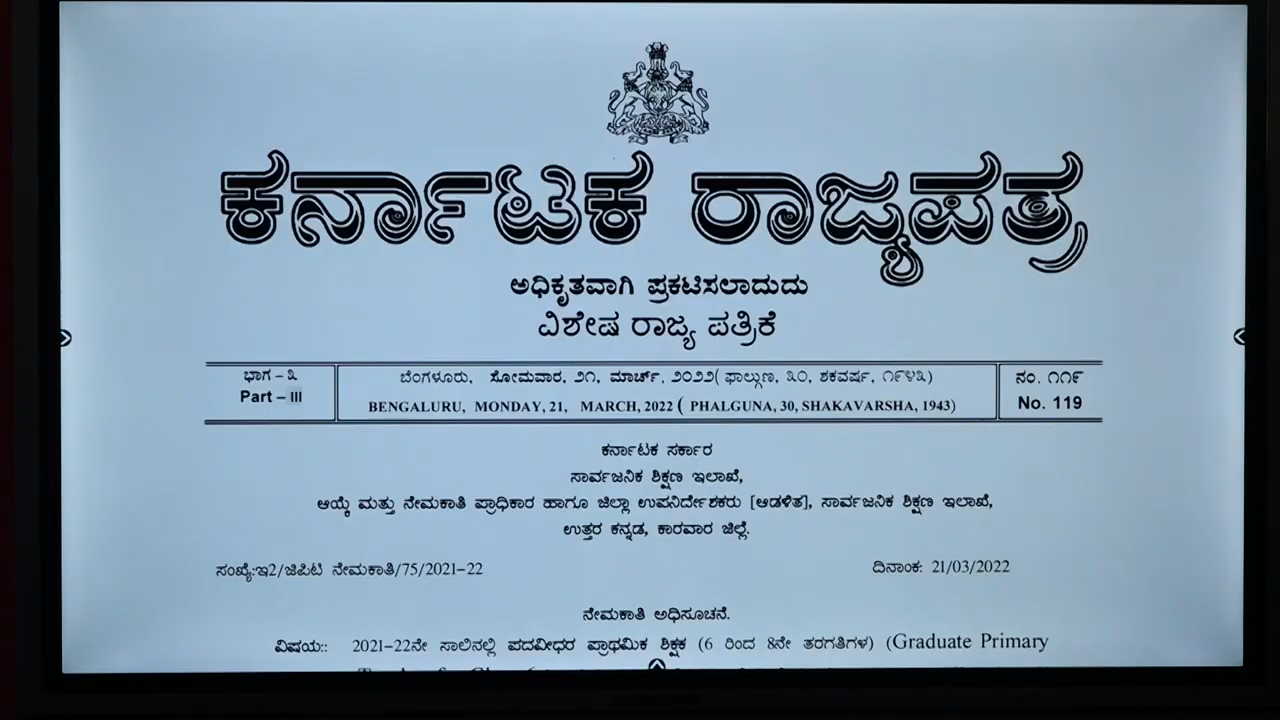 ಕರ್ನಾಟಕ ರಾಜ್ಯಪತ್ರ
ಅಧಿಕೃತವಾಗಿ ಪ್ರಕಟಿಸಲಾದುದು
ವಿಶೇಷ ರಾಜ್ಯ ಪತ್ರಿಕೆ
ಭಾಗ – ೩
Part – III
ಬೆಂಗಳೂರು, ಸೋಮವಾರ, ೨೧, ಮಾರ್ಚ್, ೨೦೨೨( ಫಾಲ್ಗುಣ, ೩೦, ಶಕವರ್ಷ, ೧೯೪೩)
BENGALURU, MONDAY, 21, MARCH, 2022 ( PHALGUNA, 30, SHAKAVARSHA, 1943)
ನಂ. ೧೧೯
No. 119
ಕರ್ನಾಟಕ ಸರ್ಕಾರ
ಸಾರ್ವಜನಿಕ ಶಿಕ್ಷಣ ಇಲಾಖೆ,
ಆಯ್ಕೆ ಮತ್ತು ನೇಮಕಾತಿ ಪ್ರಾಧಿಕಾರ ಹಾಗೂ ಜಿಲ್ಲಾ ಉಪನಿರ್ದೇಶಕರು [ಆಡಳಿತ], ಸಾರ್ವಜನಿಕ ಶಿಕ್ಷಣ ಇಲಾಖೆ,
ಉತ್ತರ ಕನ್ನಡ, ಕಾರವಾರ ಜಿಲ್ಲೆ.
ಸಂಖ್ಯೆ:ಇ2/ಜಿಪಿಟಿ ನೇಮಕಾತಿ/75/2021-22
ದಿನಾಂಕ: 21/03/2022
ನೇಮಕಾತಿ ಅಧಿಸೂಚನೆ.
ವಿಷಯ:: 2021-22ನೇ ಸಾಲಿನಲ್ಲಿ ಪದವೀಧರ ಪ್ರಾಥಮಿಕ ಶಿಕ್ಷಕ (6 ರಿಂದ 8ನೇ ತರಗತಿಗಳ) (Graduate Primary